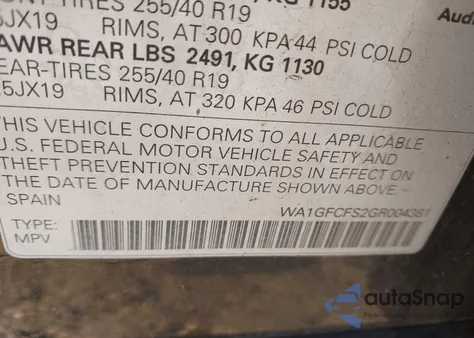 TIRES 255/40 R19
5JX19 RIMS, AT 300 KPA 44 PSI COLD
AWR REAR LBS 2491, KG 1130
EAR-TIRES 255/40 R19
5JX19 RIMS, AT 320 KPA 46 PSI COLD
THIS VEHICLE CONFORMS TO ALL APPLICABLE
U.S. FEDERAL MOTOR VEHICLE SAFETY AND
THEFT PREVENTION STANDARDS IN EFFECT ON
THE DATE OF MANUFACTURE SHOWN ABOVE.
SPAIN
WA1GFCFS2GR004381
TYPE:
MPV
Audi
autoSnap